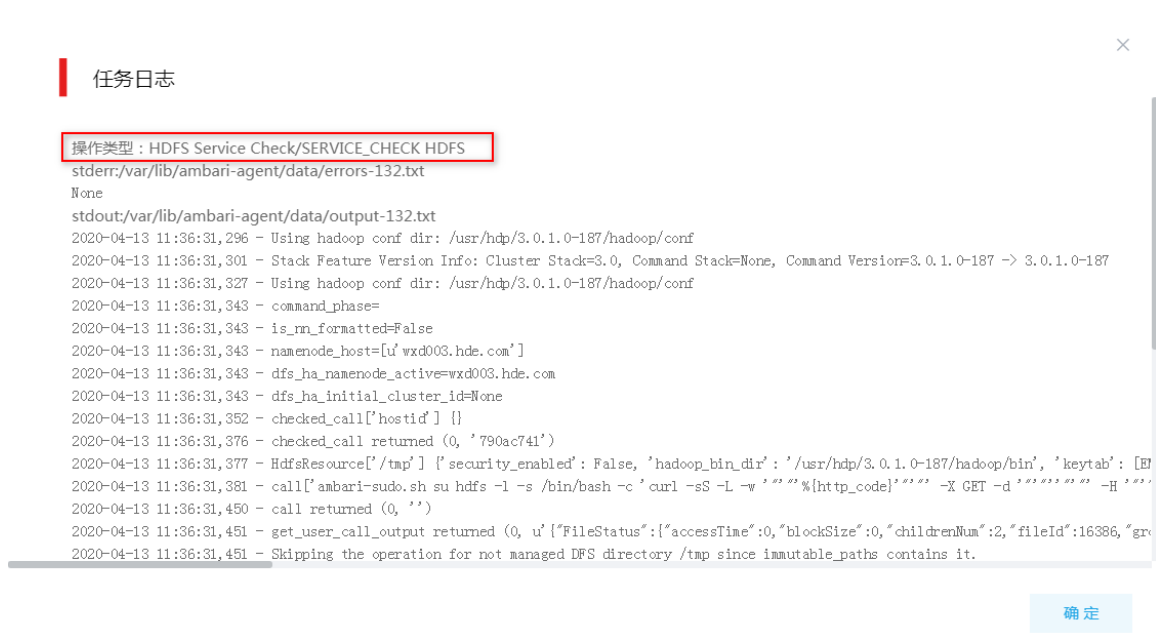 任务日志
操作类型：HDFS Service Check/SERVICE_CHECK HDFS
stderr:/var/lib/ambari-agent/data/errors-132.txt
None
stdout:/var/lib/ambari-agent/data/output-132.txt
2020-04-13 11:36:31,296 - Using hadoop conf dir: /usr/hdp/3.0.1.0-187/hadoop/conf
2020-04-13 11:36:31,301 - Stack Feature Version Info: Cluster Stack=3.0, Command Stack=None, Command Version=3.0.1.0-187 -> 3.0.1.0-187
2020-04-13 11:36:31,327 - Using hadoop conf dir: /usr/hdp/3.0.1.0-187/hadoop/conf
2020-04-13 11:36:31,343 - command_phase=
2020-04-13 11:36:31,343 - is_nn_formatted=False
2020-04-13 11:36:31,343 - namenode_host=[u'wxd003.hde.com']
2020-04-13 11:36:31,343 - dfs_ha_namenode_active=wxd003.hde.com
2020-04-13 11:36:31,343 - dfs_ha_initial_cluster_id=None
2020-04-13 11:36:31,352 - checked_call['hostid'] {}
2020-04-13 11:36:31,376 - checked_call returned (0, '790ac741')
2020-04-13 11:36:31,377 - HdfsResource['/tmp'] {'security_enabled': False, 'hadoop_bin_dir': '/usr/hdp/3.0.1.0-187/hadoop/bin', 'keytab': [EM
2020-04-13 11:36:31,381 - call['ambari-sudo.sh su hdfs -l -s /bin/bash -c 'curl -sS -L -w '"'"'%{http_code}'"'"' -X GET -d '"'"''"'"' -H '"'"'
2020-04-13 11:36:31,450 - call returned (0, '')
2020-04-13 11:36:31,451 - get_user_call_output returned (0, u'{"FileStatus":{"accessTime":0,"blockSize":0,"childrenNum":2,"fileId":16386,"gro
2020-04-13 11:36:31,451 - Skipping the operation for not managed DFS directory /tmp since immutable_paths contains it.
确 定